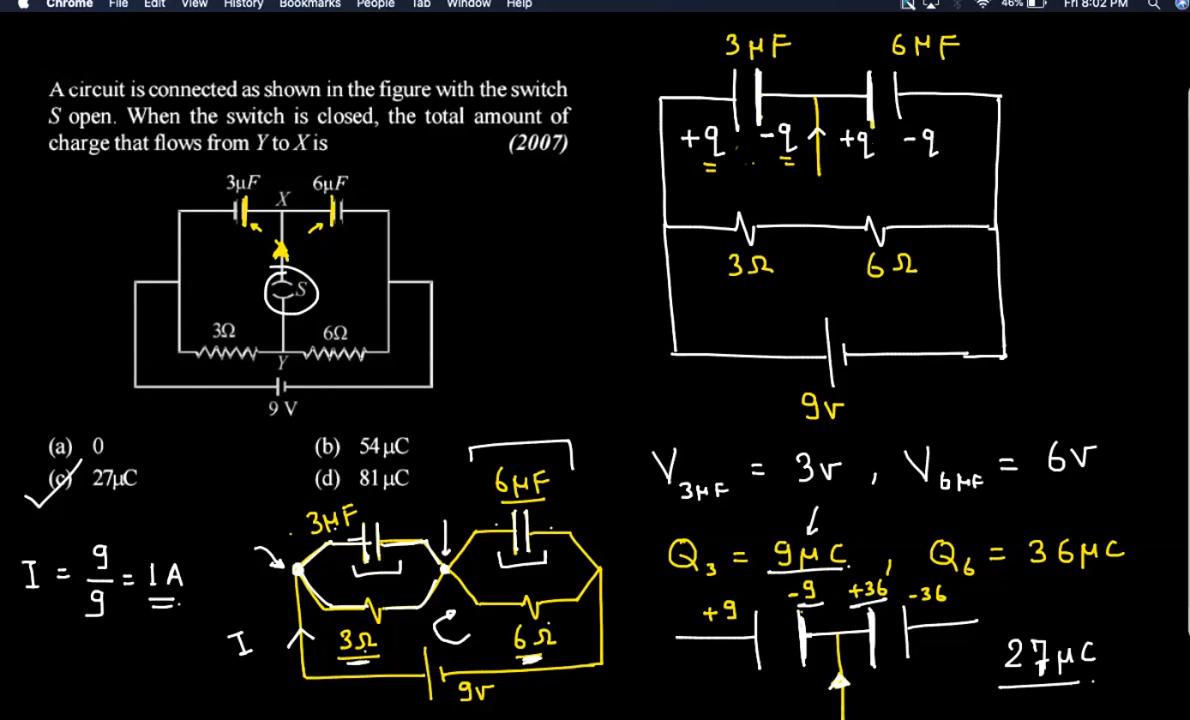 Chrome File Edit View History Bookmarks People Tab Window Help 46% Fri 8:02 PM
A circuit is connected as shown in the figure with the switch
S open. When the switch is closed, the total amount of
charge that flows from Y to X is (2007)
3μF 6μF
X
S
3Ω 6Ω
Y
9 V
(a) 0 (b) 54μC
(c) 27μC (d) 81μC
I = 9/9 = 1A
3μF 6μF
I 3Ω 6Ω
9v
3μF 6μF
+q -q +q -q
3Ω 6Ω
9v
V3μF = 3v , V6μF = 6v
Q3 = 9μC , Q6 = 36μC
+9 -9 +36 -36
27μC